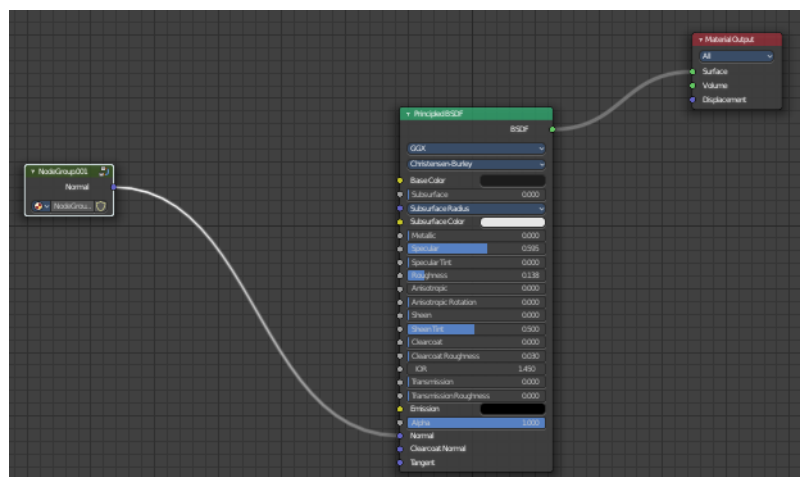 Material Output
All
Surface
Volume
Displacement
Principled BSDF
BSDF
GGX
Christensen-Burley
Base Color
Subsurface 0.000
Subsurface Radius
Subsurface Color
Metallic 0.000
Specular 0.595
Specular Tint 0.000
Roughness 0.138
Anisotropic 0.000
Anisotropic Rotation 0.000
Sheen 0.000
Sheen Tint 0.500
Clearcoat 0.000
Clearcoat Roughness 0.030
IOR 1.450
Transmission 0.000
Transmission Roughness 0.000
Emission
Alpha 1.000
Normal
Clearcoat Normal
Tangent
NodeGroup.001
Normal
NodeGrou...